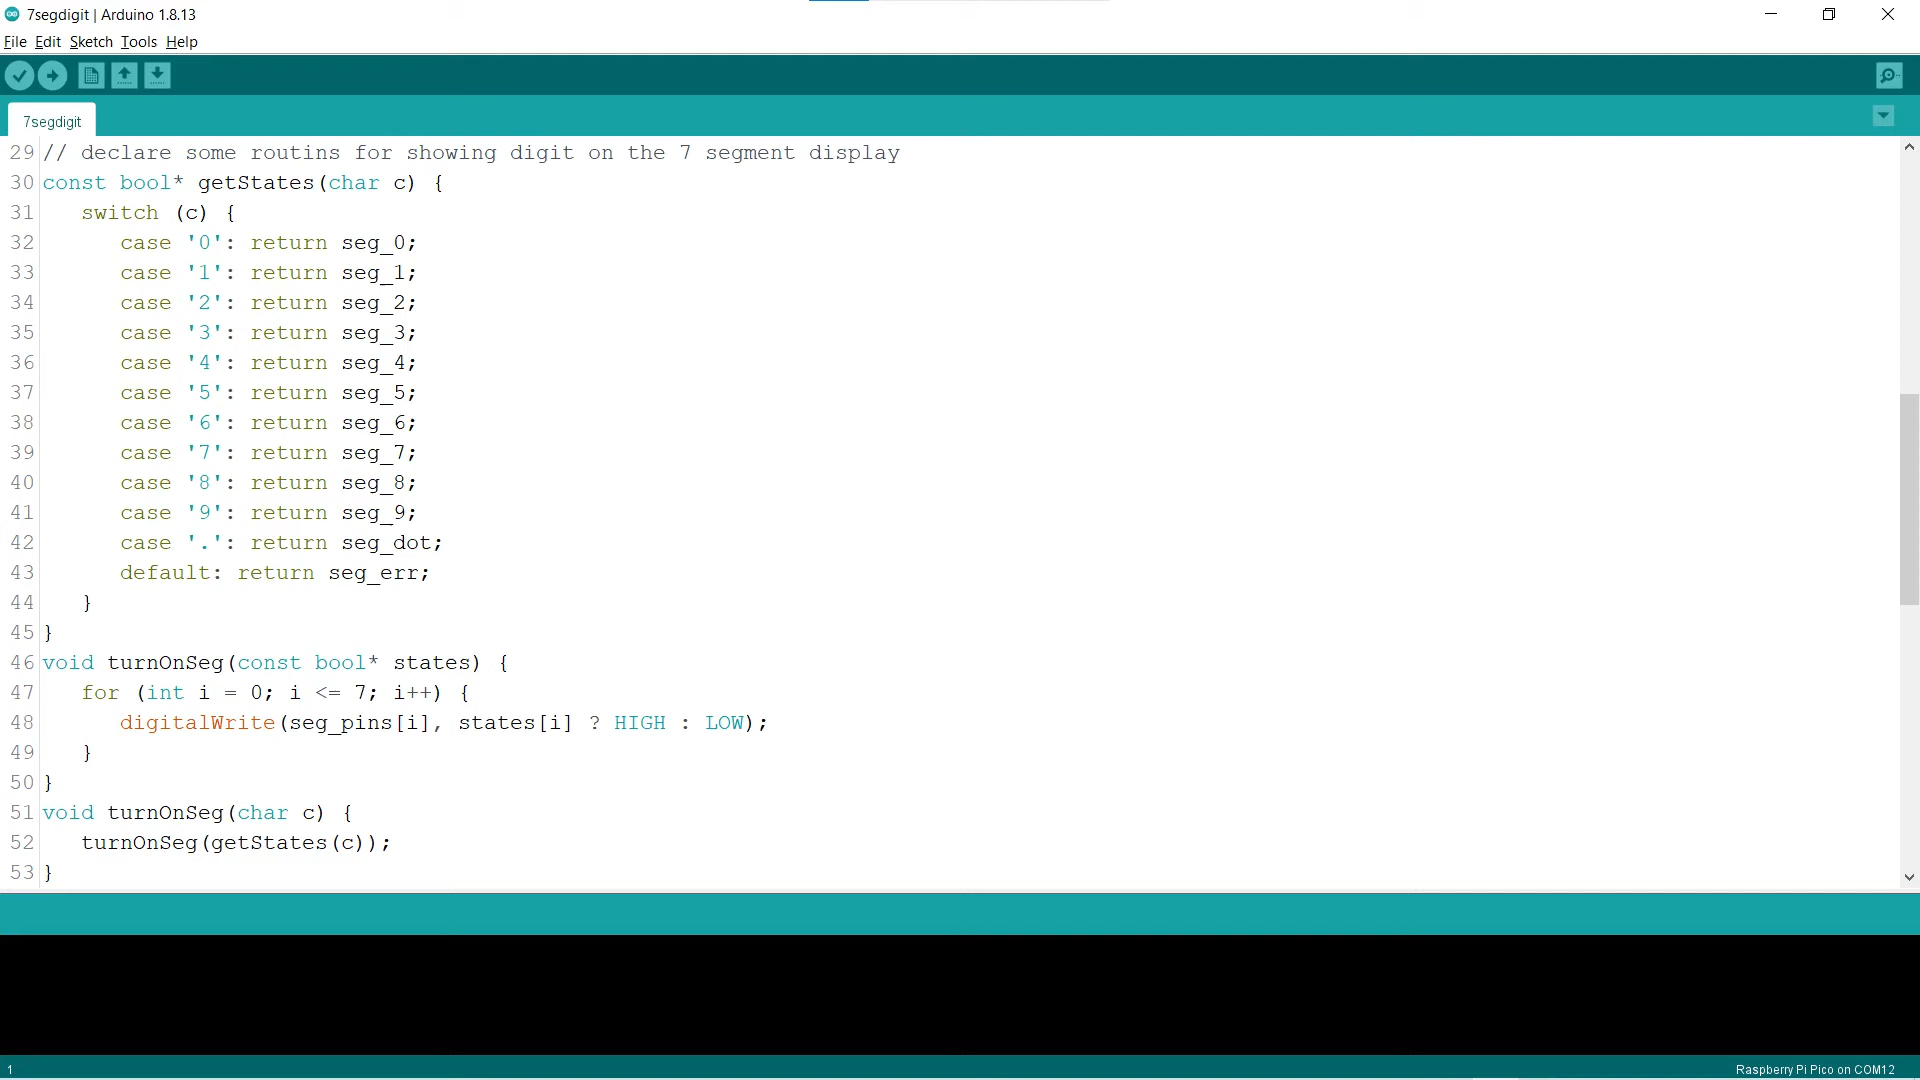 7segdigit | Arduino 1.8.13
File Edit Sketch Tools Help
7segdigit
29 // declare some routins for showing digit on the 7 segment display
30 const bool* getStates(char c) {
31    switch (c) {
32       case '0': return seg_0;
33       case '1': return seg_1;
34       case '2': return seg_2;
35       case '3': return seg_3;
36       case '4': return seg_4;
37       case '5': return seg_5;
38       case '6': return seg_6;
39       case '7': return seg_7;
40       case '8': return seg_8;
41       case '9': return seg_9;
42       case '.': return seg_dot;
43       default: return seg_err;
44    }
45 }
46 void turnOnSeg(const bool* states) {
47    for (int i = 0; i <= 7; i++) {
48       digitalWrite(seg_pins[i], states[i] ? HIGH : LOW);
49    }
50 }
51 void turnOnSeg(char c) {
52    turnOnSeg(getStates(c));
53 }
1 Raspberry Pi Pico on COM12